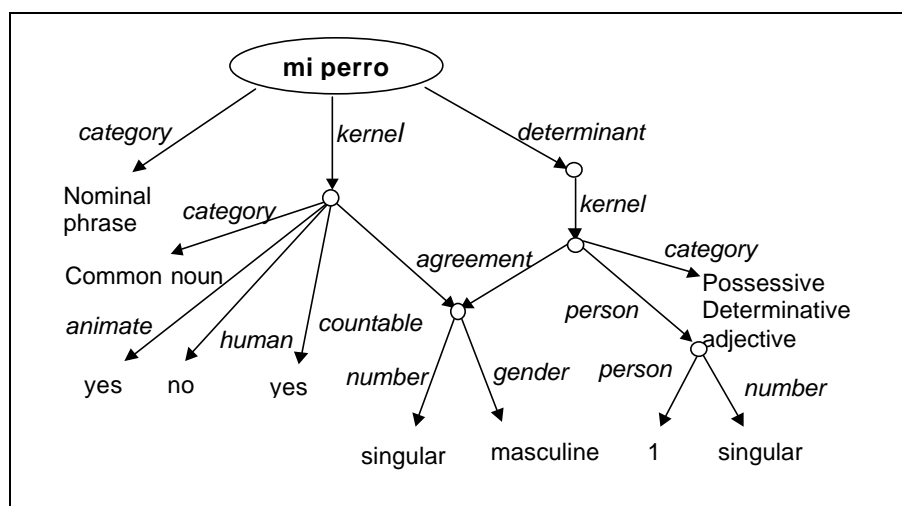 mi perro
category
kernel
determinant
Nominal
phrase
category
kernel
Common noun
agreement
category
Possessive
Determinative
adjective
animate
human
countable
person
yes
no
yes
number
gender
person
number
singular
masculine
1
singular